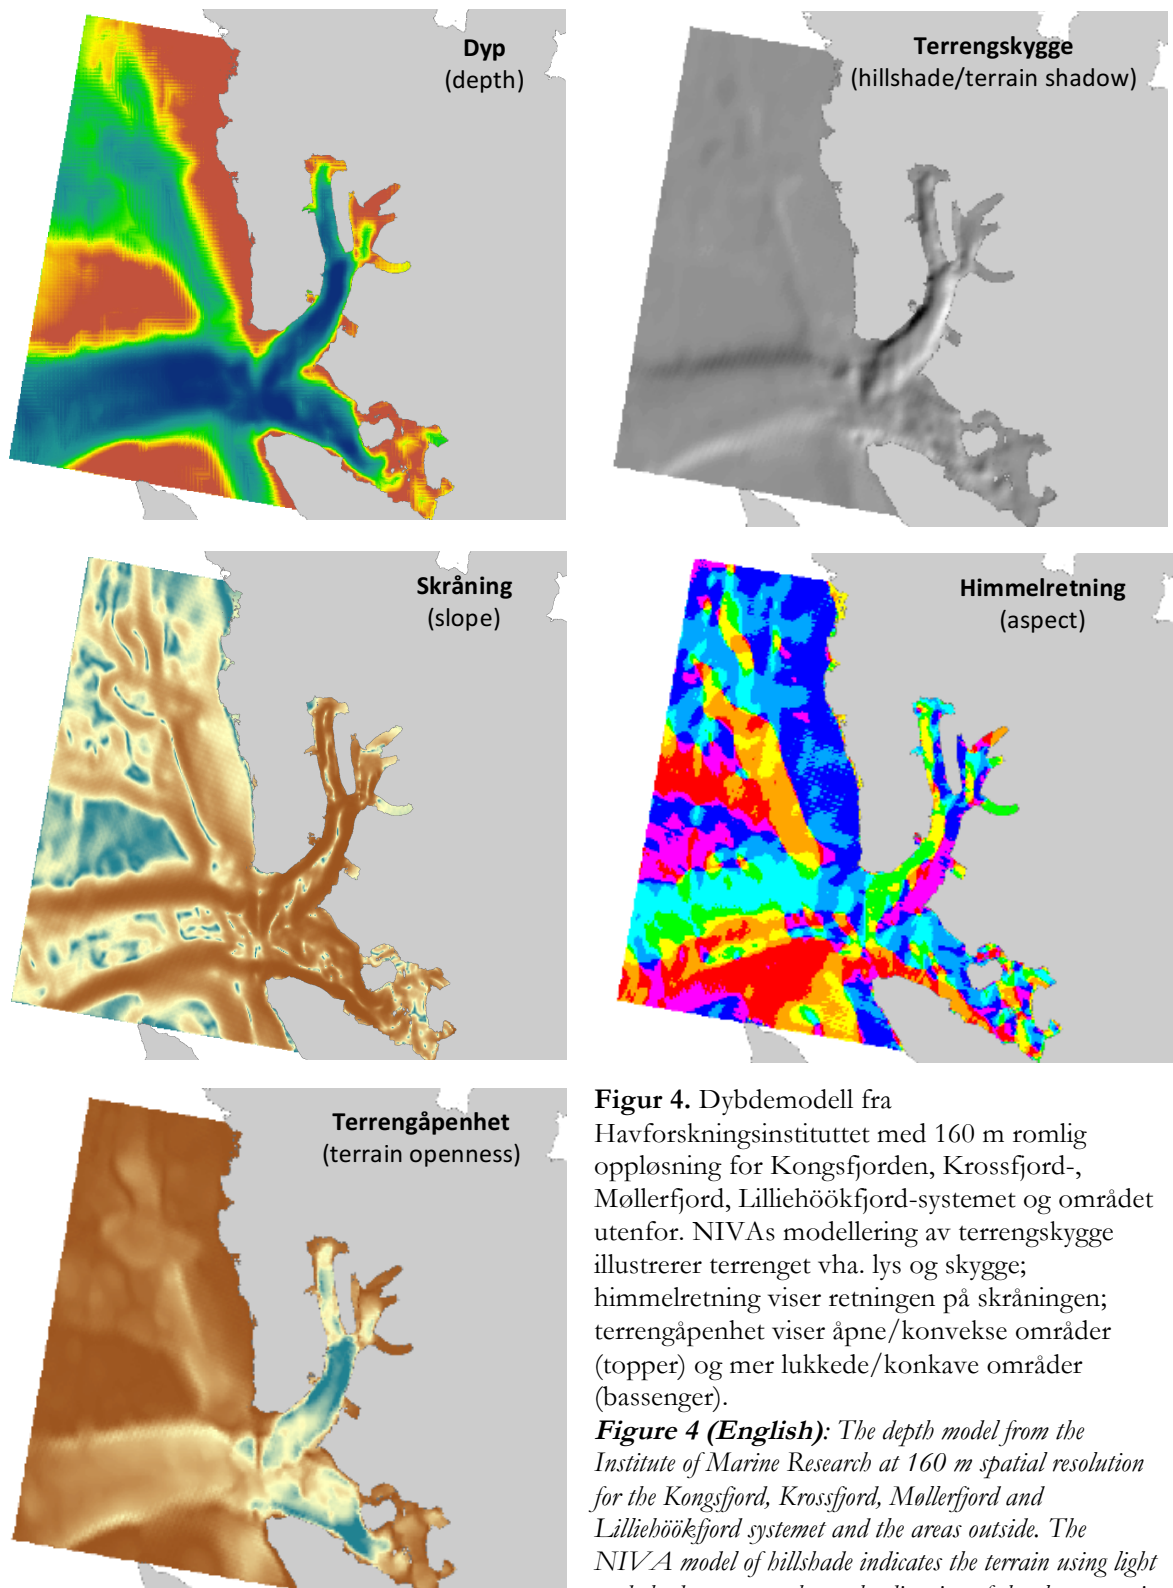 Dyp
(depth)
Terrengskygge
(hillshade/terrain shadow)
Skråning
(slope)
Himmelretning
(aspect)
Terrengåpenhet
(terrain openness)
Figur 4. Dybdemodell fra
Havforskningsinstituttet med 160 m romlig
oppløsning for Kongsfjorden, Krossfjord-,
Møllerfjord, Lilliehöökfjord-systemet og området
utenfor. NIVAs modellering av terrengskygge
illustrerer terrenget vha. lys og skygge;
himmelretning viser retningen på skråningen;
terrengåpenhet viser åpne/konvekse områder
(topper) og mer lukkede/konkave områder
(bassenger).
Figure 4 (English): The depth model from the
Institute of Marine Research at 160 m spatial resolution
for the Kongsfjord, Krossfjord, Møllerfjord and
Lilliehöökfjord systemet and the areas outside. The
NIVA model of hillshade indicates the terrain using light